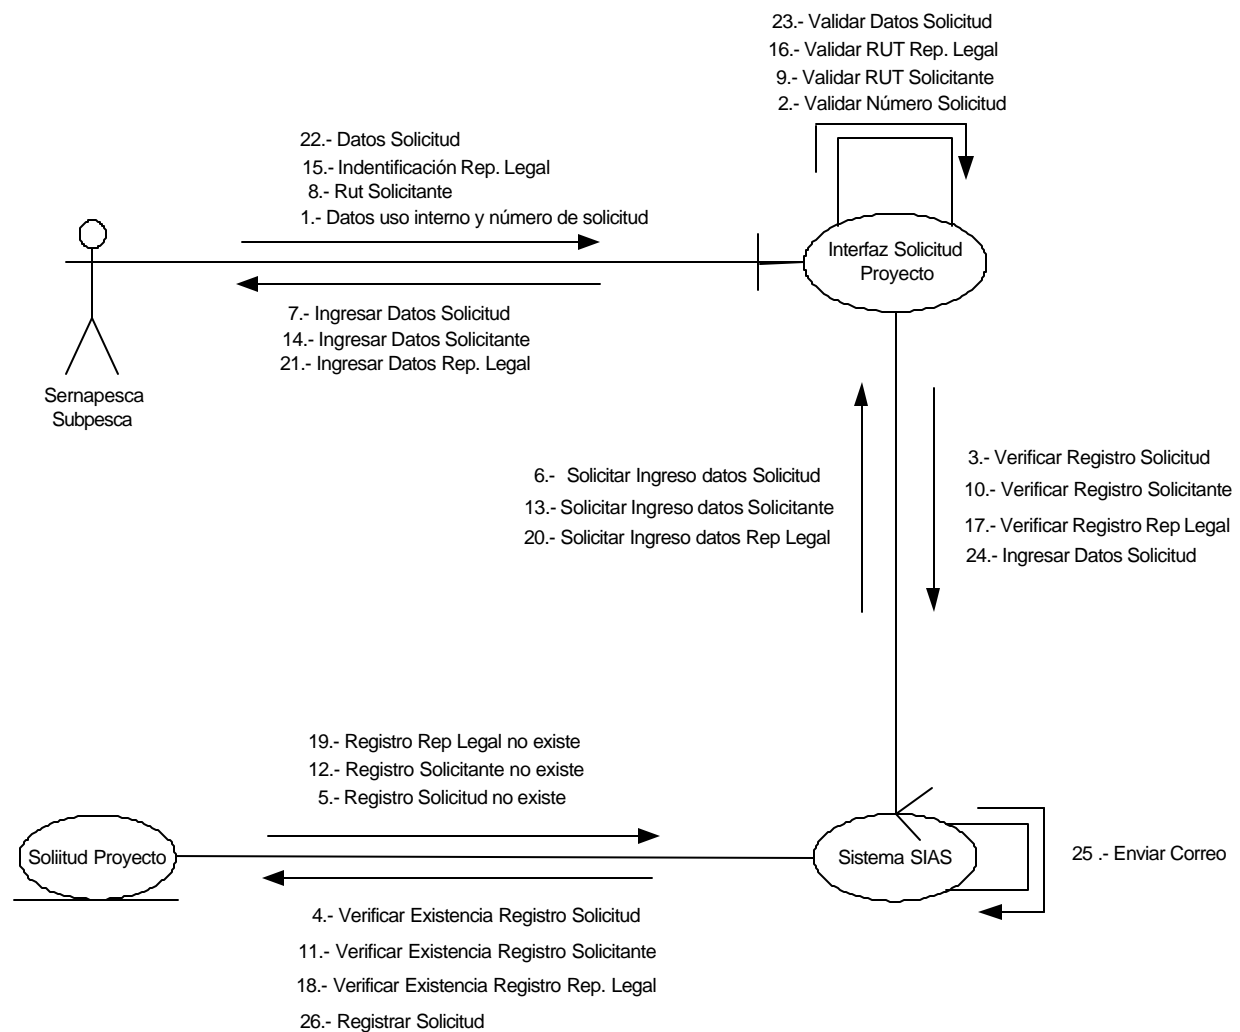 23.- Validar Datos Solicitud
16.- Validar RUT Rep. Legal
9.- Validar RUT Solicitante
2.- Validar Número Solicitud
22.- Datos Solicitud
15.- Indentificación Rep. Legal
8.- Rut Solicitante
1.- Datos uso interno y número de solicitud
Interfaz Solicitud
Proyecto
7.- Ingresar Datos Solicitud
14.- Ingresar Datos Solicitante
21.- Ingresar Datos Rep. Legal
Sernapesca
Subpesca
6.- Solicitar Ingreso datos Solicitud
13.- Solicitar Ingreso datos Solicitante
20.- Solicitar Ingreso datos Rep Legal
3.- Verificar Registro Solicitud
10.- Verificar Registro Solicitante
17.- Verificar Registro Rep Legal
24.- Ingresar Datos Solicitud
19.- Registro Rep Legal no existe
12.- Registro Solicitante no existe
5.- Registro Solicitud no existe
Soliitud Proyecto
Sistema SIAS
25 .- Enviar Correo
4.- Verificar Existencia Registro Solicitud
11.- Verificar Existencia Registro Solicitante
18.- Verificar Existencia Registro Rep. Legal
26.- Registrar Solicitud